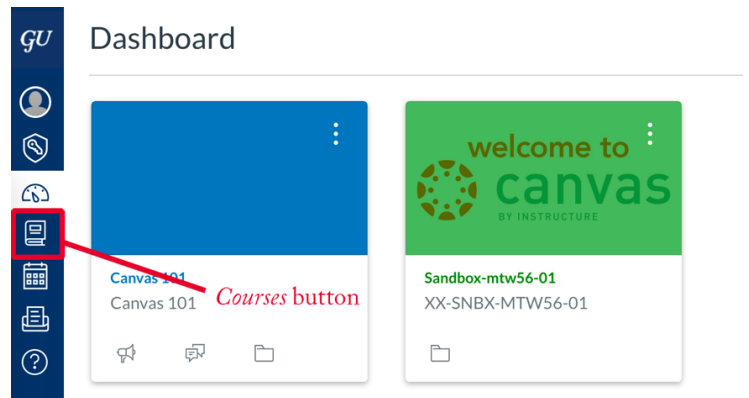 GU
Dashboard
welcome to
canvas
BY INSTRUCTURE
Canvas 101
Canvas 101
Courses button
Sandbox-mtw56-01
XX-SNBX-MTW56-01